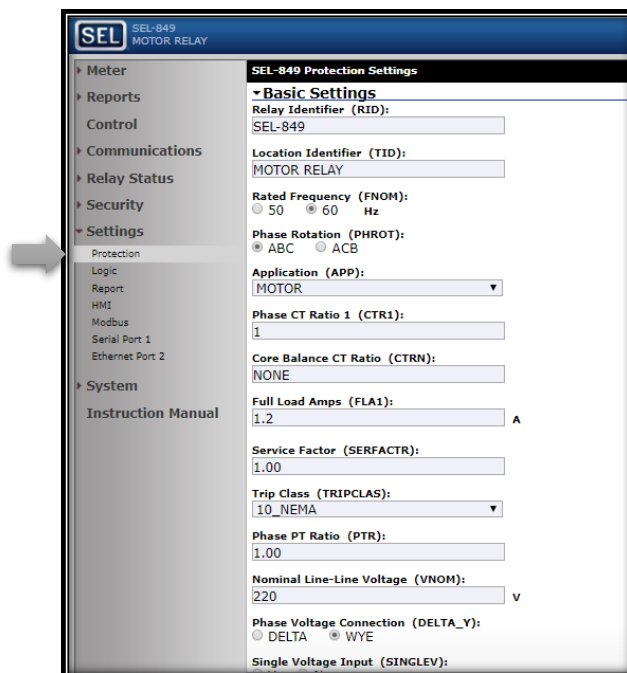 SEL
SEL-849
MOTOR RELAY
Meter
Reports
Control
Communications
Relay Status
Security
Settings
Protection
Logic
Report
HMI
Modbus
Serial Port 1
Ethernet Port 2
System
Instruction Manual
SEL-849 Protection Settings
Basic Settings
Relay Identifier (RID):
SEL-849
Location Identifier (TID):
MOTOR RELAY
Rated Frequency (FNOM):
50 60 Hz
Phase Rotation (PHROT):
ABC ACB
Application (APP):
MOTOR
Phase CT Ratio 1 (CTR1):
1
Core Balance CT Ratio (CTRN):
NONE
Full Load Amps (FLA1):
1.2 A
Service Factor (SERFACTR):
1.00
Trip Class (TRIPCLAS):
10_NEMA
Phase PT Ratio (PTR):
1.00
Nominal Line-Line Voltage (VNOM):
220 V
Phase Voltage Connection (DELTA_Y):
DELTA WYE
Single Voltage Input (SINGLEV):